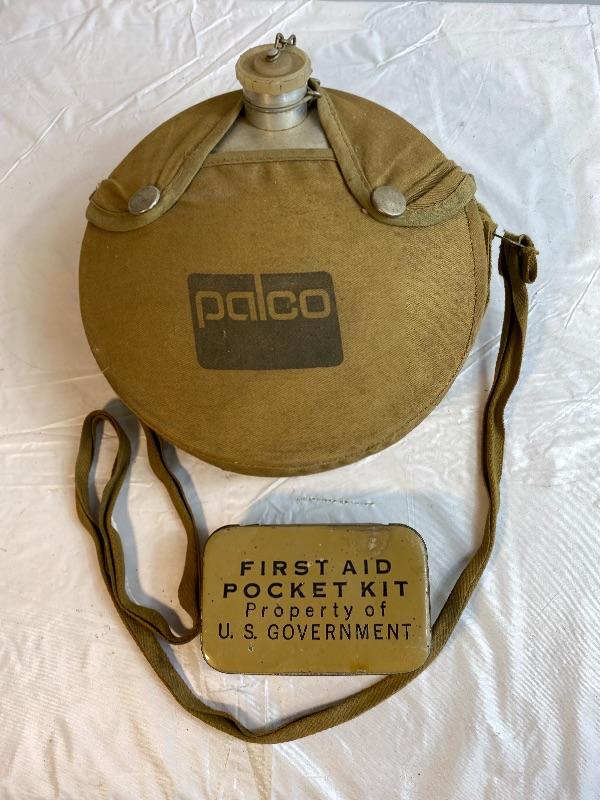 palco
FIRST AID
POCKET KIT
Property of
U. S. GOVERNMENT